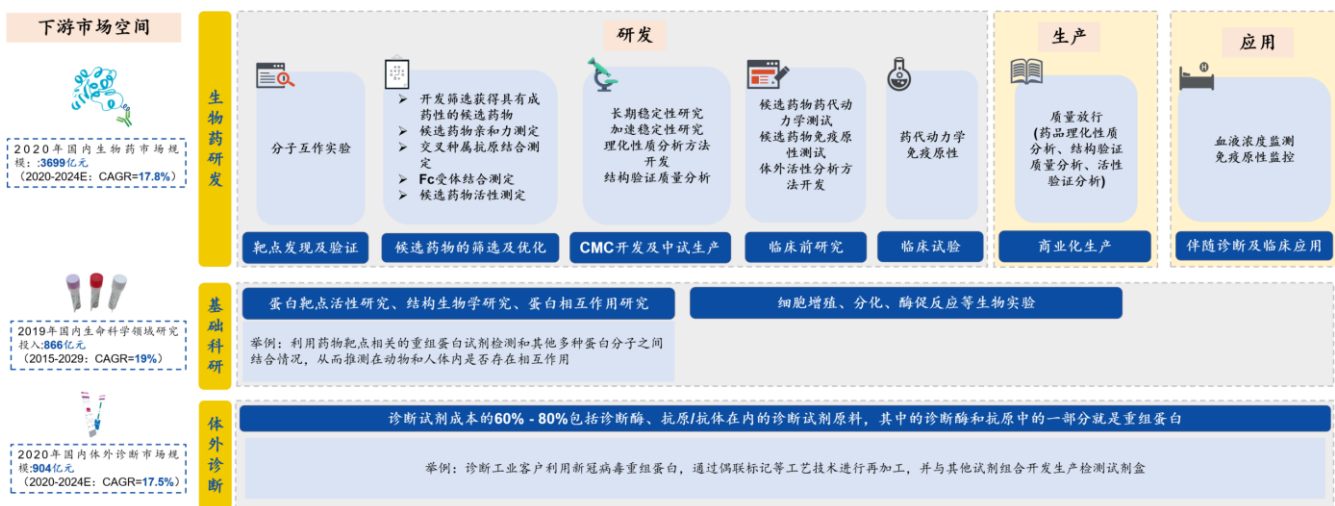 下游市场空间
2020年国内生物药市场规
模：:3699亿元
（2020-2024E：CAGR=17.8%）
2019年国内生命科学领域研究
投入:866亿元
（2015-2029：CAGR=19%）
2020年国内体外诊断市场规
模:904亿元
（2020-2024E：CAGR=17.5%）
生物药研发
研发
生产
应用
分子互作实验
靶点发现及验证
开发筛选获得具有成
药性的候选药物
候选药物亲和力测定
交叉种属抗原结合测
定
Fc受体结合测定
候选药物活性测定
候选药物的筛选及优化
长期稳定性研究
加速稳定性研究
理化性质分析方法
开发
结构验证质量分析
CMC开发及中试生产
候选药物药代动
力学测试
候选药物免疫原
性测试
体外活性分析方
法开发
临床前研究
药代动力学
免疫原性
临床试验
质量放行
(药品理化性质
分析、结构验证
质量分析、活性
验证分析)
商业化生产
血液浓度监测
免疫原性监控
伴随诊断及临床应用
基础科研
蛋白靶点活性研究、结构生物学研究、蛋白相互作用研究
细胞增殖、分化、酶促反应等生物实验
举例：利用药物靶点相关的重组蛋白试剂检测和其他多种蛋白分子之间
结合情况，从而推测在动物和人体内是否存在相互作用
体外诊断
诊断试剂成本的60% - 80%包括诊断酶、抗原/抗体在内的诊断试剂原料，其中的诊断酶和抗原中的一部分就是重组蛋白
举例：诊断工业客户利用新冠病毒重组蛋白，通过偶联标记等工艺技术进行再加工，并与其他试剂组合开发生产检测试剂盒